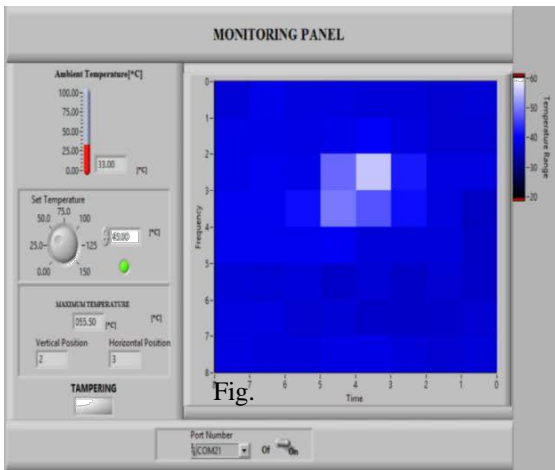 MONITORING PANEL
Ambient Temperature[°C]
100.00
75.00
50.00
25.00
0.00
33.00 [°C]
Set Temperature
50.0 75.0 100
25.0 125
0.00 150
45.00 [°C]
MAXIMUM TEMPERATURE
055.50 [°C] [°C]
Vertical Position Horizontal Position
2 3
TAMPERING
Frequency
0
1
2
3
4
5
6
7
8
7 6 5 4 3 2 1 0
Time
Fig.
60
50
40
30
20
Temperature Range
Port Number
COM21 Of On